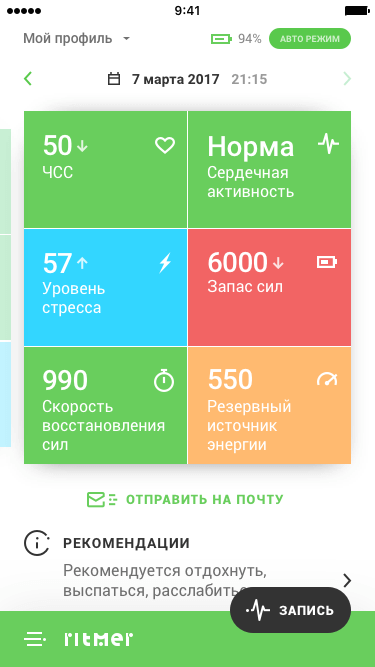 9:41
Мой профиль
94%
АВТО РЕЖИМ
7 марта 2017 21:15
50
ЧСС
Норма
Сердечная
активность
57
Уровень
стресса
6000
Запас сил
990
Скорость
восстановления
сил
550
Резервный
источник
энергии
ОТПРАВИТЬ НА ПОЧТУ
РЕКОМЕНДАЦИИ
Рекомендуется отдохнуть,
выспаться,
ЗАПИСЬ
ritmer